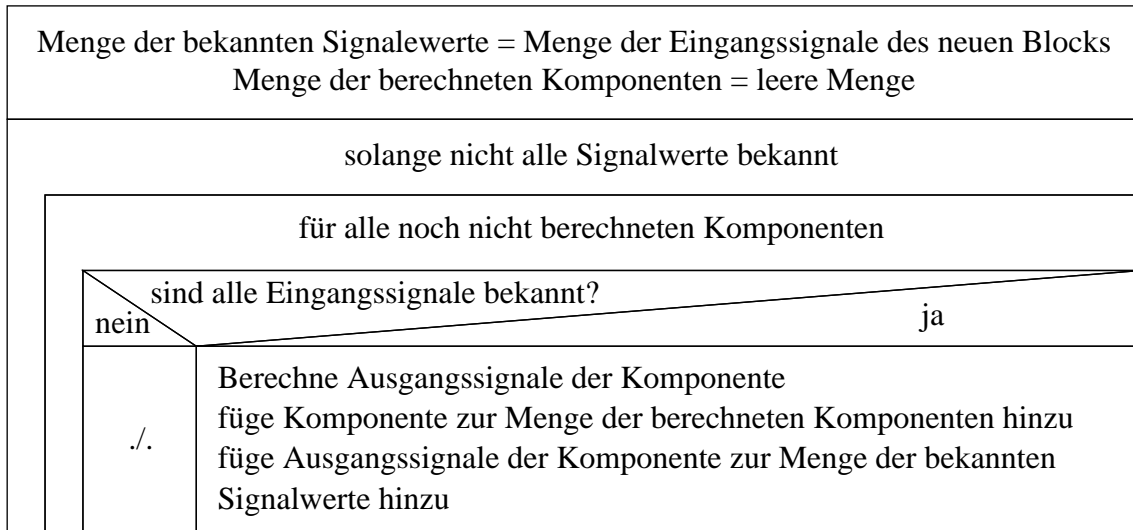 Menge der bekannten Signalewerte = Menge der Eingangssignale des neuen Blocks
Menge der berechneten Komponenten = leere Menge
solange nicht alle Signalwerte bekannt
für alle noch nicht berechneten Komponenten
sind alle Eingangssignale bekannt?
nein
ja
./.
Berechne Ausgangssignale der Komponente
füge Komponente zur Menge der berechneten Komponenten hinzu
füge Ausgangssignale der Komponente zur Menge der bekannten
Signalwerte hinzu